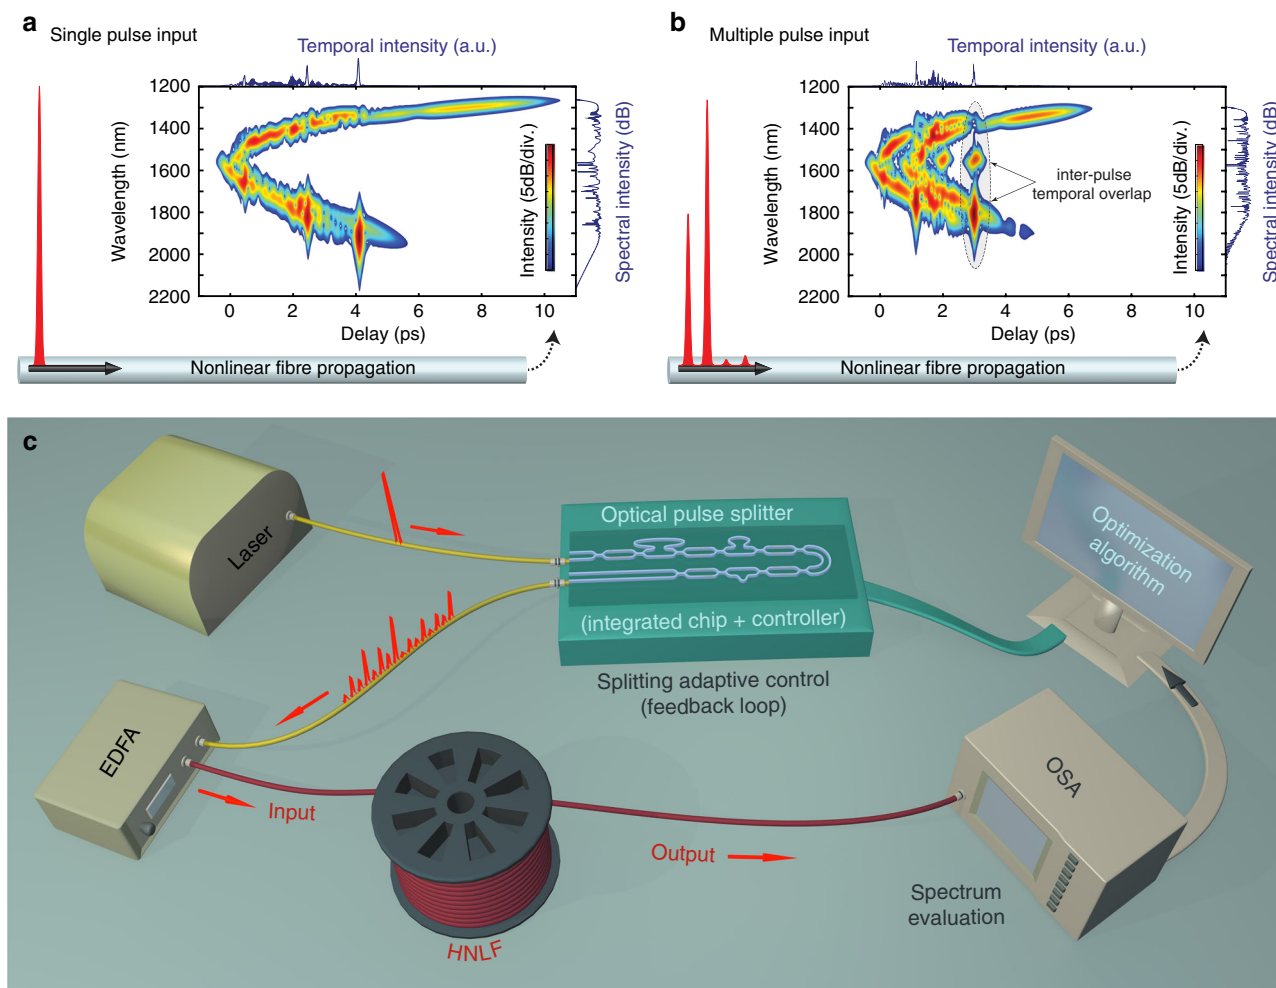 a
Single pulse input
Temporal intensity (a.u.)
1200
1400
1600
1800
2000
2200
Wavelength (nm)
Intensity (5dB/div.)
Spectral intensity (dB)
0 2 4 6 8 10
Delay (ps)
Nonlinear fibre propagation
b
Multiple pulse input
Temporal intensity (a.u.)
1200
1400
1600
1800
2000
2200
Wavelength (nm)
inter-pulse
temporal overlap
Intensity (5dB/div.)
Spectral intensity (dB)
0 2 4 6 8 10
Delay (ps)
Nonlinear fibre propagation
c
Laser
Optical pulse splitter
(integrated chip + controller)
Splitting adaptive control
(feedback loop)
Optimization
algorithm
EDFA
Input
HNLF
Output
OSA
Spectrum
evaluation